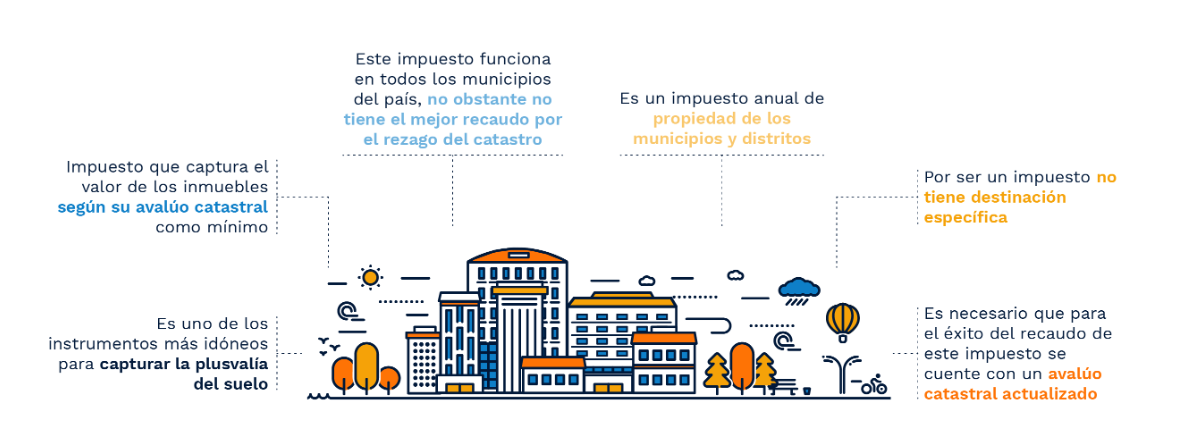 Este impuesto funciona
en todos los municipios
del país, no obstante no
tiene el mejor recaudo por
el rezago del catastro
Es un impuesto anual de
propiedad de los
municipios y distritos
Impuesto que captura el
valor de los inmuebles
según su avalúo catastral
como mínimo
Por ser un impuesto no
tiene destinación
específica
Es uno de los
instrumentos más idóneos
para capturar la plusvalía
del suelo
Es necesario que para
el éxito del recaudo de
este impuesto se
cuente con un avalúo
catastral actualizado